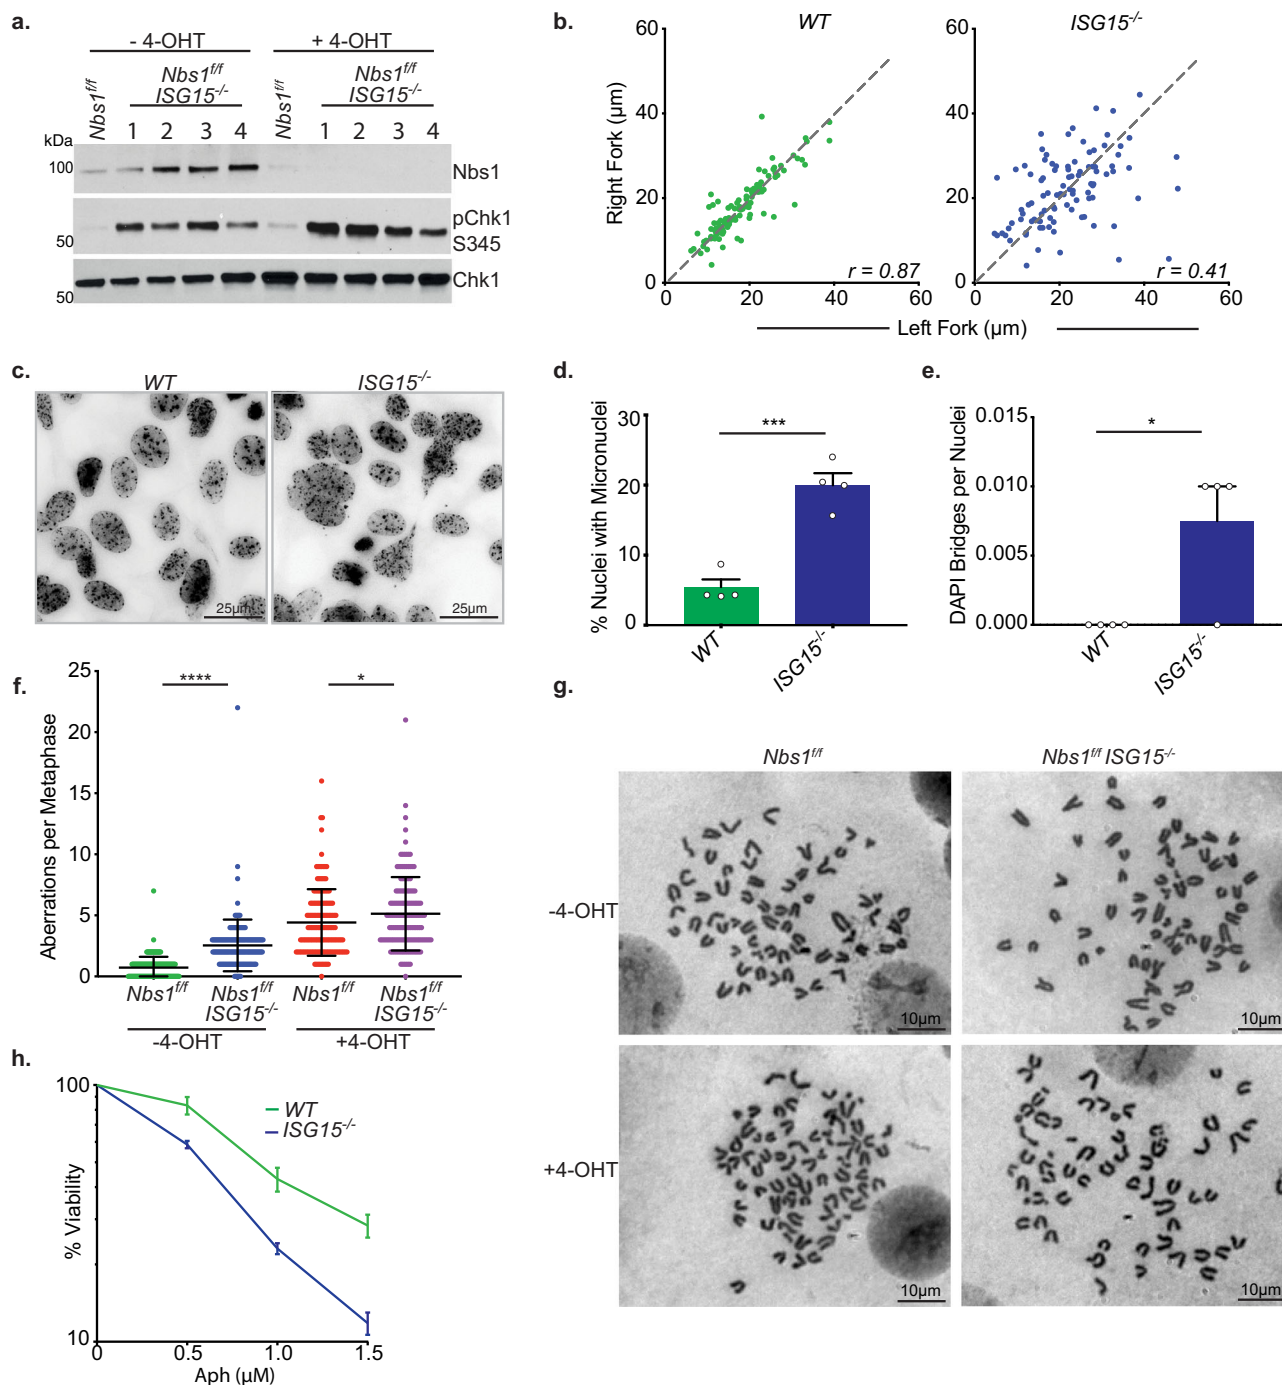 a.
- 4-OHT + 4-OHT
Nbs1f/f Nbs1f/f ISG15-/- Nbs1f/f Nbs1f/f ISG15-/-
kDa 1 2 3 4 1 2 3 4
100 Nbs1
50 pChk1 S345
50 Chk1
b.
WT ISG15-/-
Right Fork (µm)
60 60
40 40
20 20
0 0
r = 0.87 r = 0.41
0 20 40 60 0 20 40 60
Left Fork (µm)
c.
WT ISG15-/-
25µm 25µm
d.
% Nuclei with Micronuclei
30
20
10
0
***
WT ISG15-/-
e.
DAPI Bridges per Nuclei
0.015
0.010
0.005
0.000
*
WT ISG15-/-
f.
Aberrations per Metaphase
25
20
15
10
5
0
**** *
Nbs1f/f Nbs1f/f ISG15-/- Nbs1f/f Nbs1f/f ISG15-/-
-4-OHT +4-OHT
g.
Nbs1f/f Nbs1f/f ISG15-/-
-4-OHT
10µm 10µm
+4-OHT
10µm 10µm
h.
% Viability
100
10
WT
ISG15-/-
0 0.5 1.0 1.5
Aph (µM)